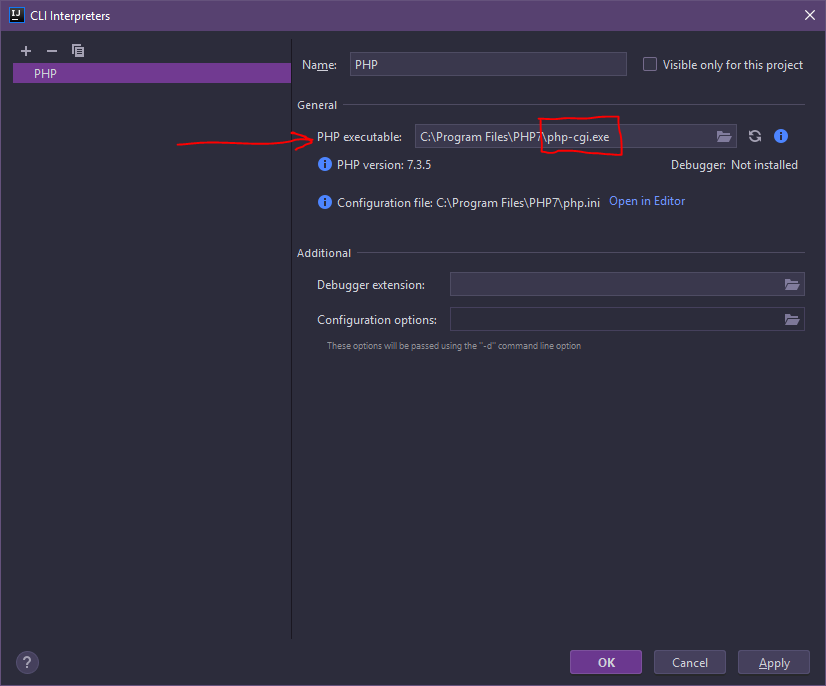 IJ CLI Interpreters
PHP
Name: PHP Visible only for this project
General
PHP executable: C:\Program Files\PHP7\php-cgi.exe
PHP version: 7.3.5 Debugger: Not installed
Configuration file: C:\Program Files\PHP7\php.ini Open in Editor
Additional
Debugger extension:
Configuration options:
These options will be passed using the "-d" command line option
? OK Cancel Apply